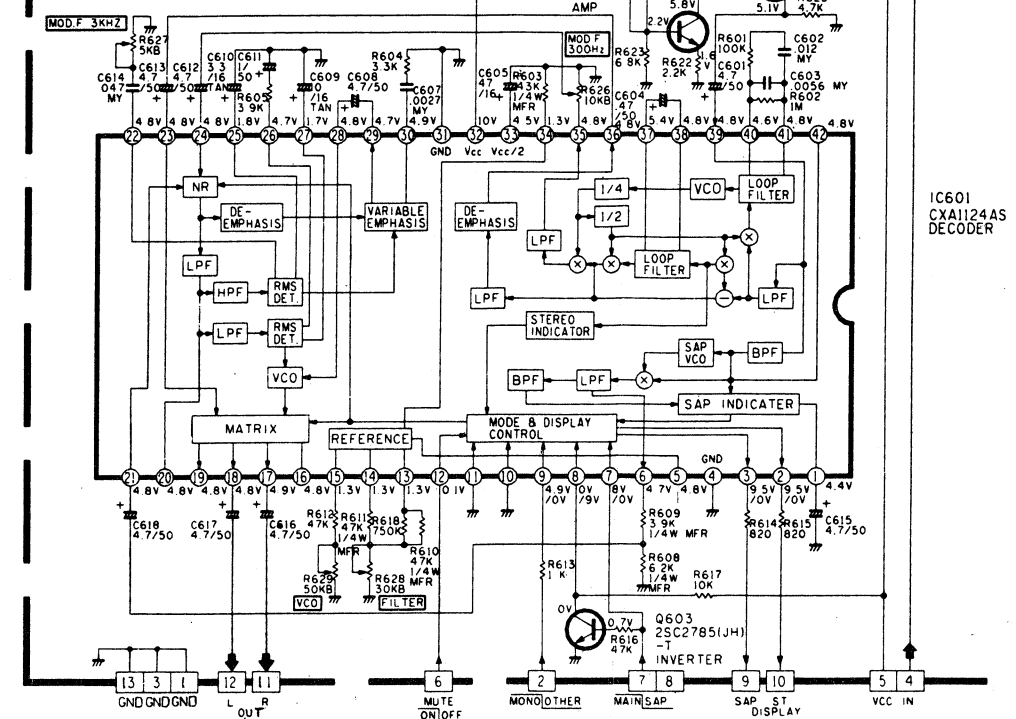 AMP
5.8V
5.1V
4.7K
MOD.F 3KHZ
2.2V
R627
5KB
MOD F
300Hz
R601
100K
C602
.012
MY
C610
3.3
/16
TAN
C611
1/
50
R604
3.3K
R623
6.8K
1.8
V
C614
.047
MY
C613
4.7
/50
C612
4.7
/50
C609
10
/16
TAN
C608
4.7/50
C605
47
/16
R603
43K
1/4W
MFR
R626
10KB
R622
2.2K
C601
4.7
/50
C603
.0056 MY
R602
1M
R605
3.9K
C607
.0027
MY
C604
.47
/50
4.8V 4.8V 4.8V 1.8V 4.7V 1.7V 4.8V 4.7V 4.9V 10V 4.5V 1.3V 4.8V 4.8V 5.4V 4.8V 4.8V 4.6V 4.8V 4.8V
22 23 24 25 26 27 28 29 30 31 32 33 34 35 36 37 38 39 40 41 42
GND Vcc Vcc/2
NR
1/4
VCO
LOOP
FILTER
DE-
EMPHASIS
VARIABLE
EMPHASIS
DE-
EMPHASIS
1/2
IC601
CXA1124AS
DECODER
LPF
LPF
LOOP
FILTER
HPF
RMS
DET.
LPF
LPF
LPF
RMS
DET.
STEREO
INDICATOR
SAP
VCO
BPF
VCO
BPF
LPF
SAP INDICATER
MATRIX
REFERENCE
MODE & DISPLAY
CONTROL
GND
21 20 19 18 17 16 15 14 13 12 11 10 9 8 7 6 5 4 3 2 1
4.8V 4.8V 4.8V 4.8V 4.9V 4.8V 1.3V 1.3V 1.3V 0.1V 4.9V
/0V 0V
/9V 8V
/0V 4.7V 4.8V 9.5V
/0V 9.5V
/0V 4.4V
C618
4.7/50
C617
4.7/50
C616
4.7/50
R612
47K
R611
47K
1/4W
MFR
R618
750K
R610
47K
1/4W
MFR
R609
3.9K
1/4W MFR
R614
820
R615
820
C615
4.7/50
R629
50KB
VCO
R628
30KB
FILTER
R613
1 K
R608
6.2K
1/4W
MFR
R617
10K
0V
0.7V
R616
47K
Q603
2SC2785(JH)
-T
INVERTER
13 3 1 12 11 6 2 7 8 9 10 5 4
GND GND GND
L R
OUT
MUTE
ON OFF
MONO OTHER
MAIN SAP
SAP ST
DISPLAY
VCC IN